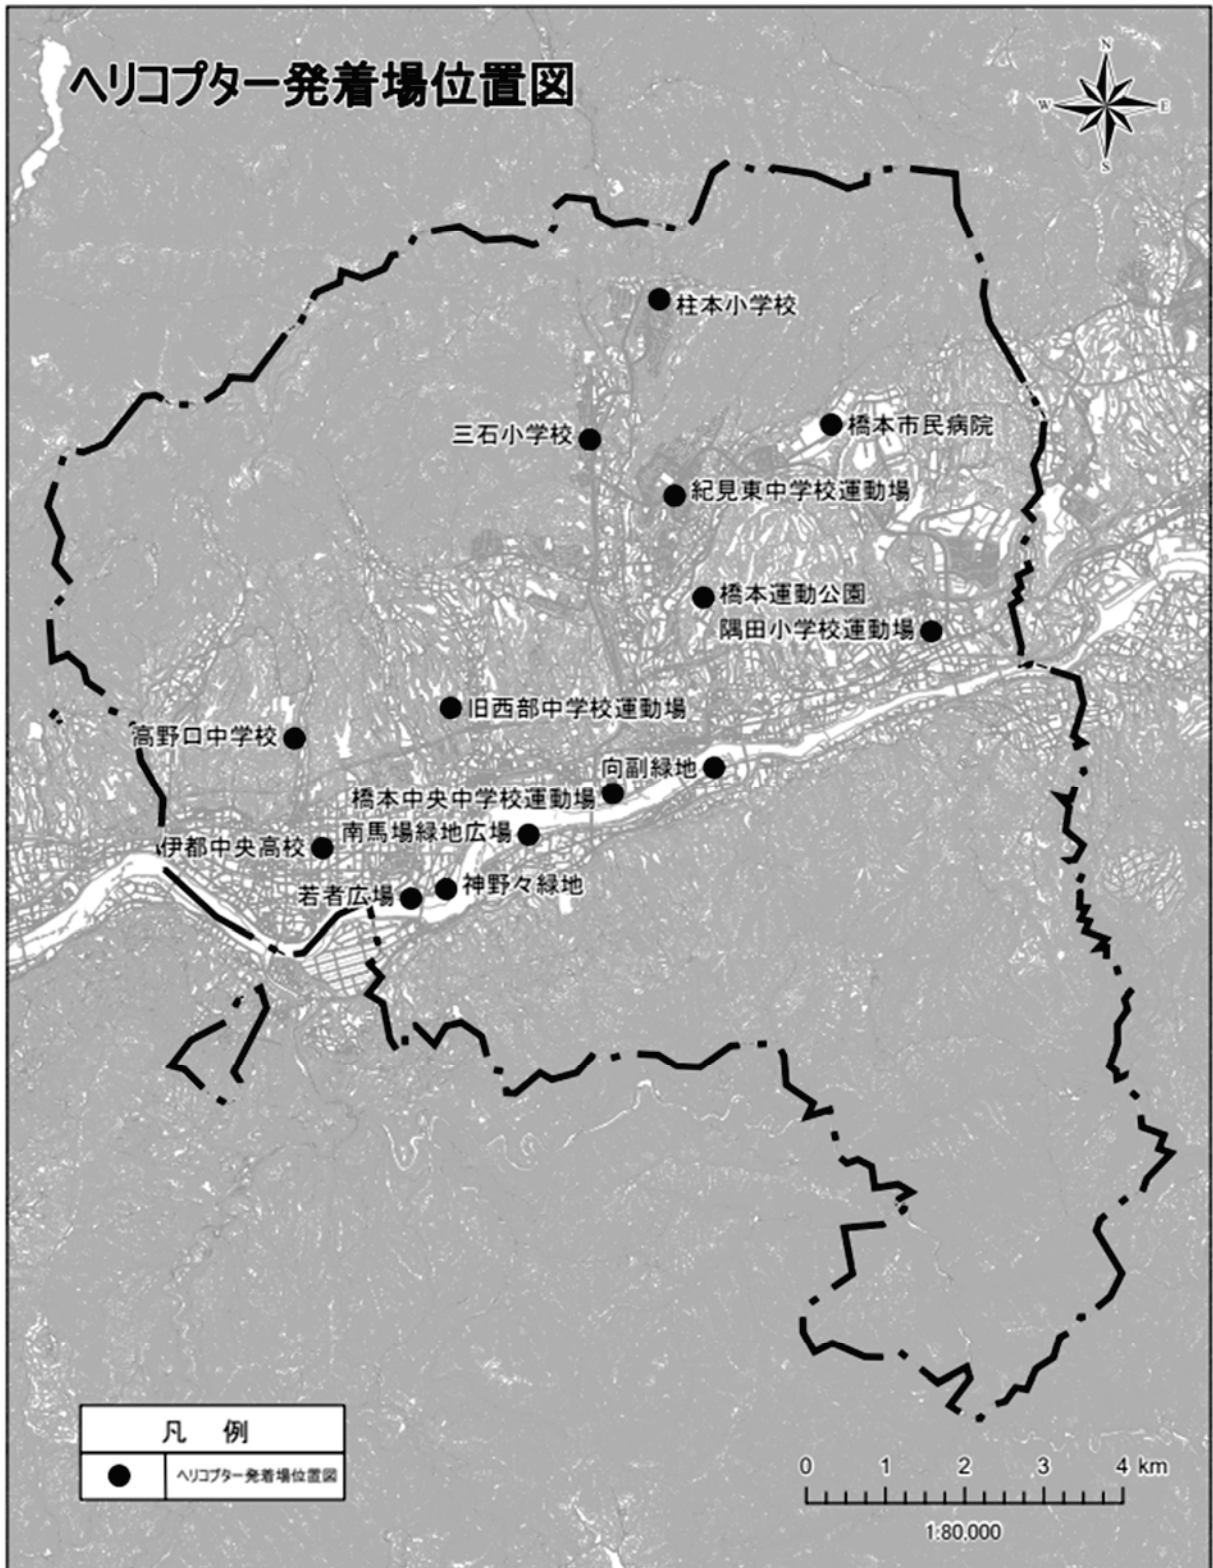 ヘリコプター発着場位置図
N
W
E
S
柱本小学校
橋本市民病院
三石小学校
紀見東中学校運動場
橋本運動公園
隅田小学校運動場
旧西部中学校運動場
高野口中学校
向副緑地
橋本中央中学校運動場
南馬場緑地広場
伊都中央高校
神野々緑地
若者広場
凡 例
ヘリコプター発着場位置図
0 1 2 3 4 km
1:80,000